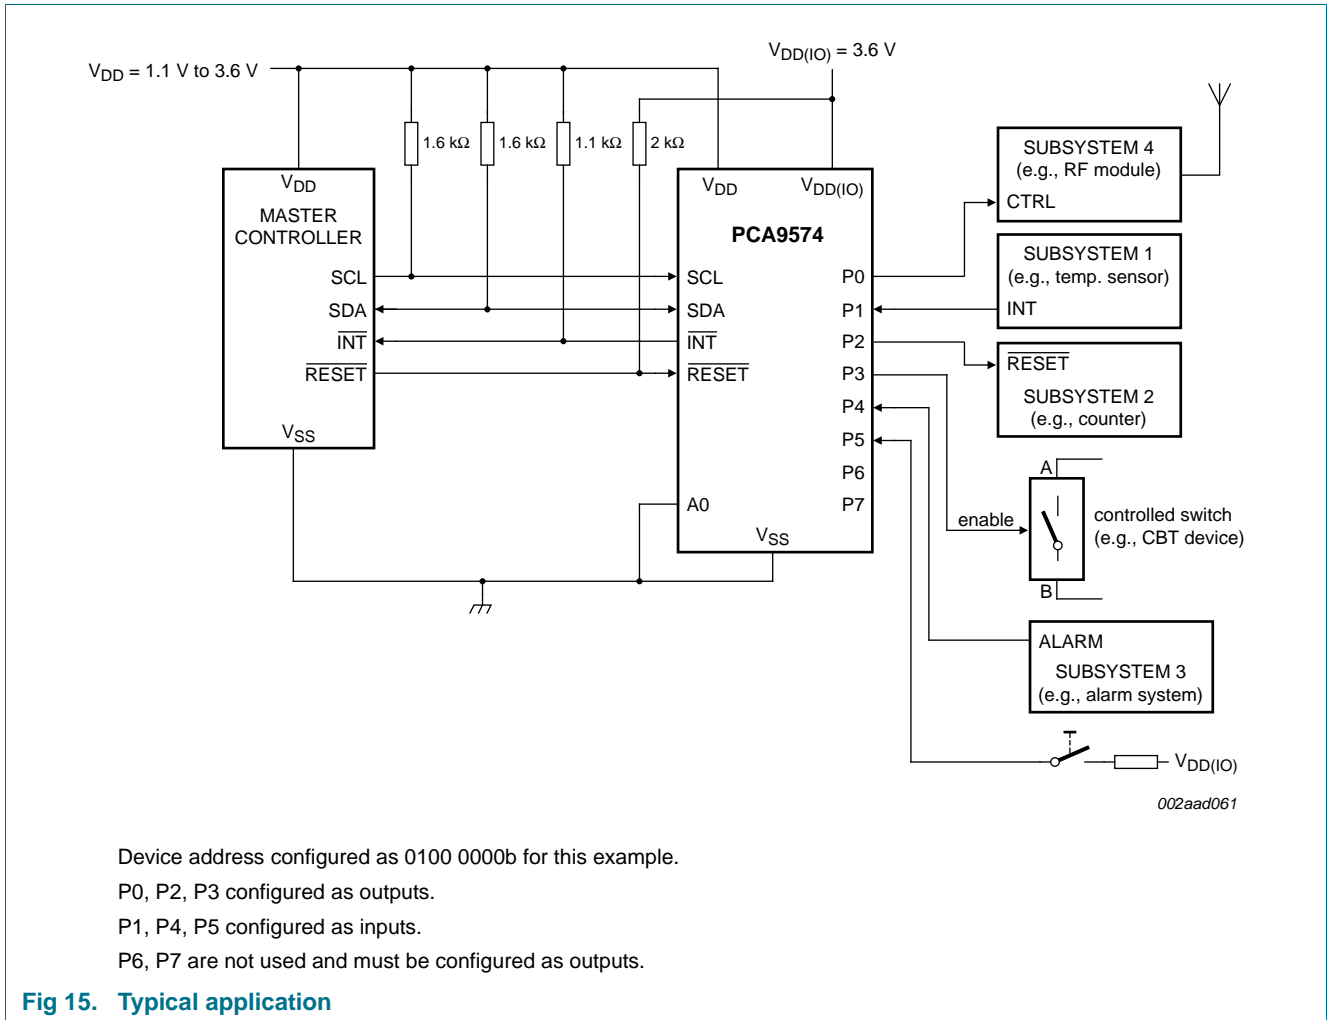 VDD(IO) = 3.6 V
VDD = 1.1 V to 3.6 V
1.6 kΩ
1.6 kΩ
1.1 kΩ
2 kΩ
VDD
MASTER
CONTROLLER
SCL
SDA
INT
RESET
VSS
VDD
VDD(IO)
PCA9574
SCL
SDA
INT
RESET
A0
VSS
P0
P1
P2
P3
P4
P5
P6
P7
SUBSYSTEM 4
(e.g., RF module)
CTRL
SUBSYSTEM 1
(e.g., temp. sensor)
INT
RESET
SUBSYSTEM 2
(e.g., counter)
A
enable
controlled switch
(e.g., CBT device)
B
ALARM
SUBSYSTEM 3
(e.g., alarm system)
VDD(IO)
002aad061
Device address configured as 0100 0000b for this example.
P0, P2, P3 configured as outputs.
P1, P4, P5 configured as inputs.
P6, P7 are not used and must be configured as outputs.
Fig 15. Typical application